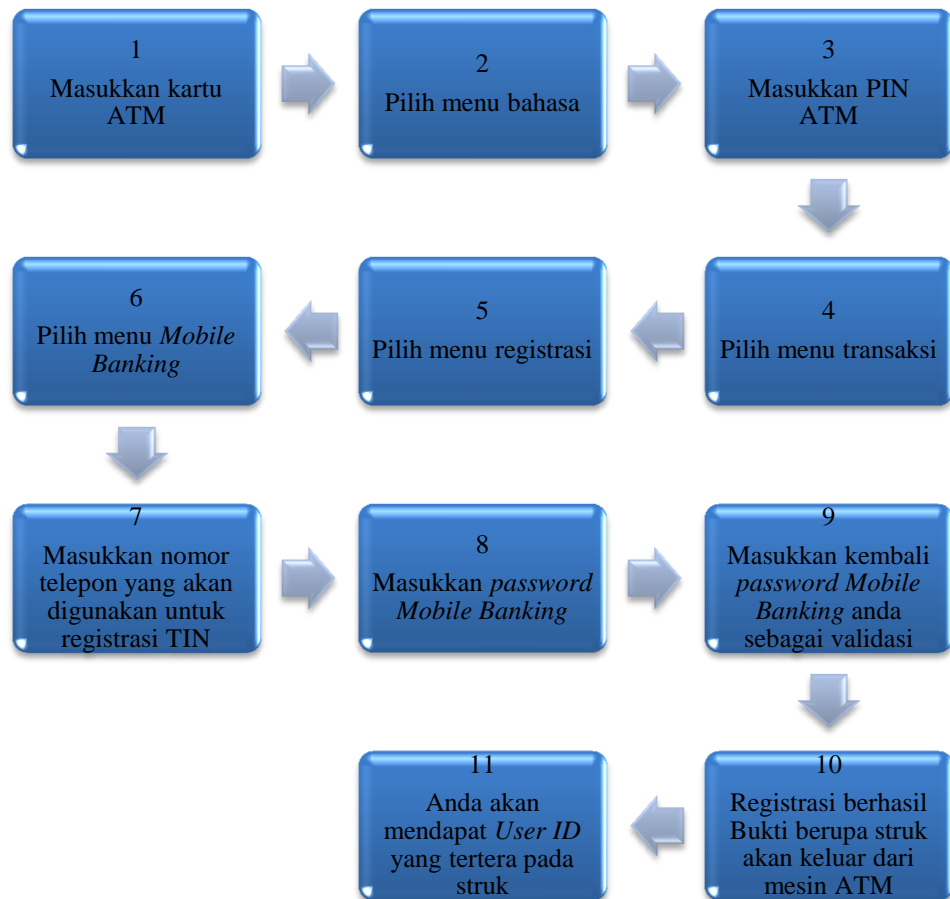 1
Masukkan kartu
ATM
2
Pilih menu bahasa
3
Masukkan PIN
ATM
4
Pilih menu transaksi
5
Pilih menu registrasi
6
Pilih menu Mobile
Banking
7
Masukkan nomor
telepon yang akan
digunakan untuk
registrasi TIN
8
Masukkan password
Mobile Banking
9
Masukkan kembali
password Mobile
Banking anda
sebagai validasi
10
Registrasi berhasil
Bukti berupa struk
akan keluar dari
mesin ATM
11
Anda akan
mendapat User ID
yang tertera pada
struk